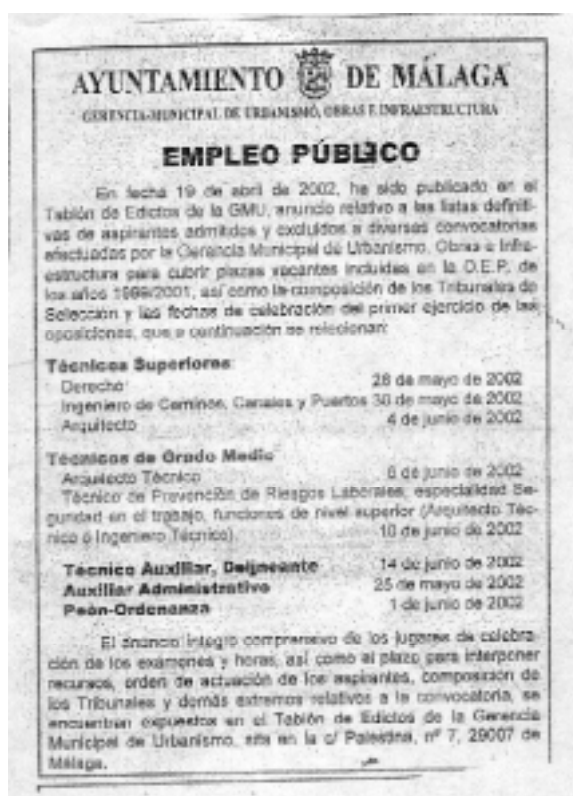 AYUNTAMIENTO DE MÁLAGA
GERENCIA MUNICIPAL DE URBANISMO, OBRAS E INFRAESTRUCTURA
EMPLEO PÚBLICO
En fecha 19 de abril de 2002, ha sido publicado en el
Tablón de Edictos de la GMU, anuncio relativo a las listas definiti-
vas de aspirantes admitidos y excluidos a diversas convocatorias
efectuadas por la Gerencia Municipal de Urbanismo, Obras e Infra-
estructura para cubrir plazas vacantes incluidas en la O.E.P. de
los años 1999/2001, así como la composición de los Tribunales de
Selección y las fechas de celebración del primer ejercicio de las
oposiciones, que a continuación se relacionan:
Técnicos Superiores:
Derecho 28 de mayo de 2002
Ingeniero de Caminos, Canales y Puertos 30 de mayo de 2002
Arquitecto 4 de junio de 2002
Técnicos de Grado Medio
Arquitecto Técnico 6 de junio de 2002
Técnico de Prevención de Riesgos Laborales, especialidad Se-
guridad en el trabajo, funciones de nivel superior (Arquitecto Téc-
nico o Ingeniero Técnico) 10 de junio de 2002
Técnico Auxiliar, Delineante 14 de junio de 2002
Auxiliar Administrativo 25 de mayo de 2002
Peón-Ordenanza 1 de junio de 2002
El anuncio íntegro comprensivo de los lugares de celebra-
ción de los exámenes y horas, así como el plazo para interponer
recursos, orden de actuación de los aspirantes, composición de
los Tribunales y demás extremos relativos a la convocatoria, se
encuentran expuestos en el Tablón de Edictos de la Gerencia
Municipal de Urbanismo, sita en la c/ Palestina, nº 7, 29007 de
Málaga.